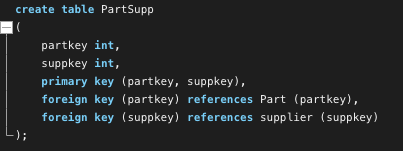 create table PartSupp
(
    partkey int,
    suppkey int,
    primary key (partkey, suppkey),
    foreign key (partkey) references Part (partkey),
    foreign key (suppkey) references supplier (suppkey)
);